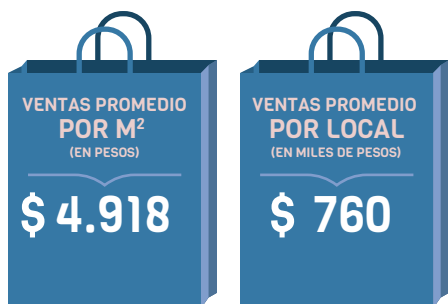 VENTAS PROMEDIO
POR M²
(EN PESOS)
$ 4.918
VENTAS PROMEDIO
POR LOCAL
(EN MILES DE PESOS)
$ 760